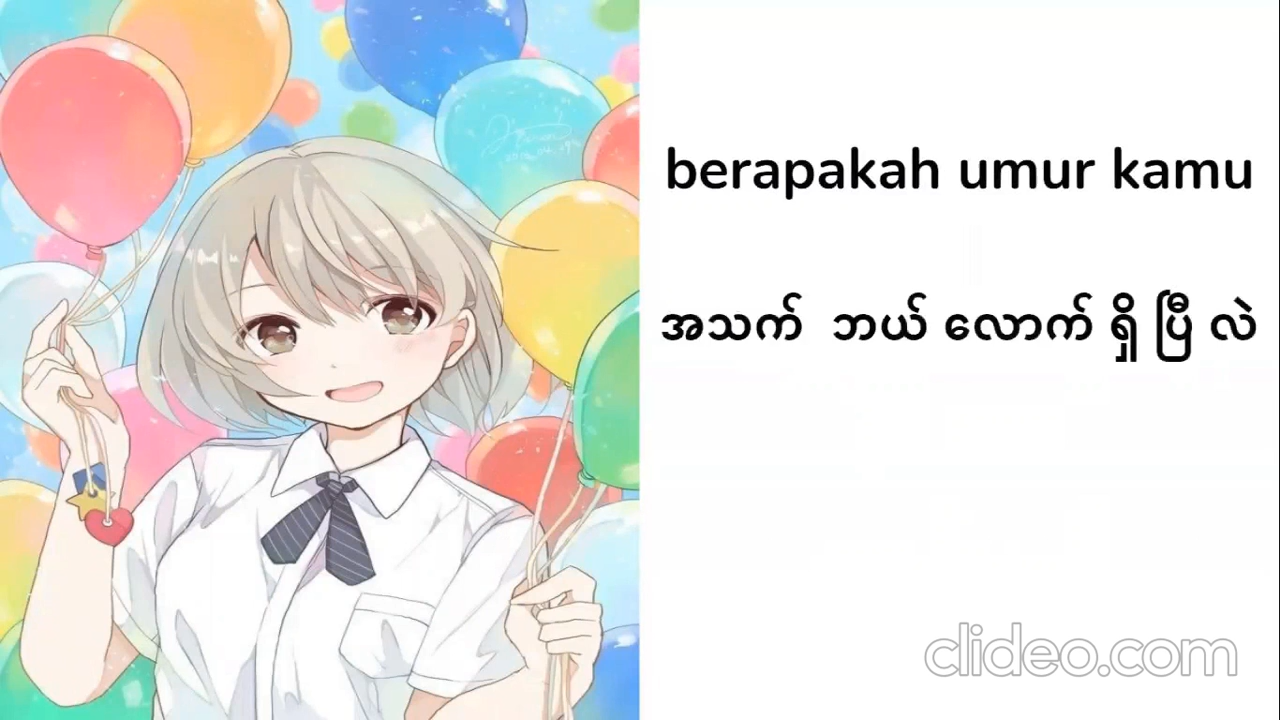 berapakah umur kamu
အသက် ဘယ် လောက် ရှိ ပြီ လဲ
clideo.com